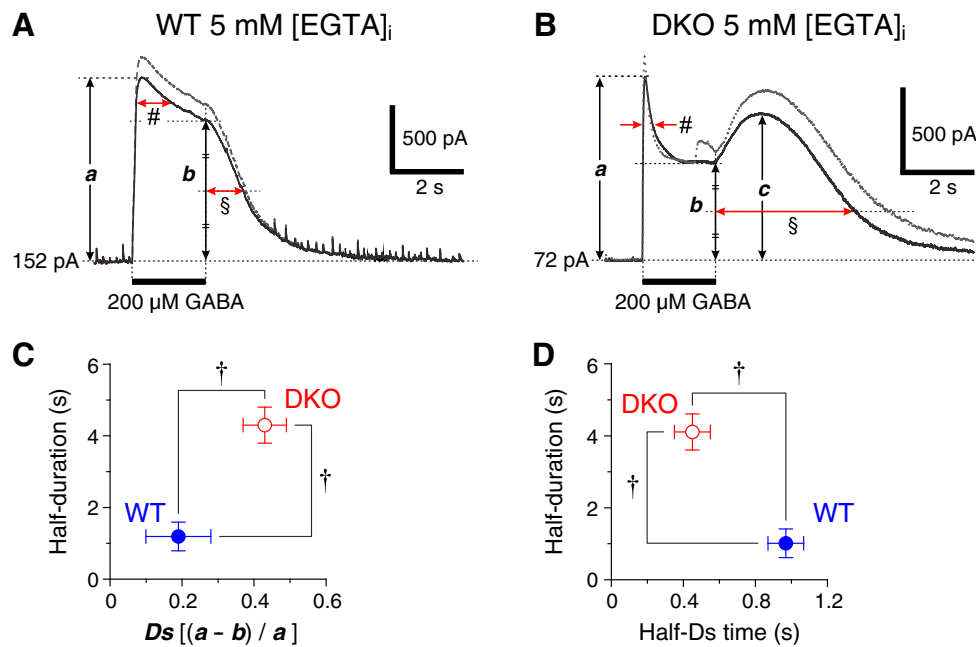 A
WT 5 mM [EGTA]i
a
#
b
§
500 pA
2 s
152 pA
200 µM GABA
B
DKO 5 mM [EGTA]i
a
#
b
c
§
500 pA
2 s
72 pA
200 µM GABA
C
Half-duration (s)
6
4
2
0
†
DKO
†
WT
0
0.2
0.4
0.6
Ds [(a – b) / a ]
D
Half-duration (s)
6
4
2
0
†
DKO
†
WT
0
0.4
0.8
1.2
Half-Ds time (s)